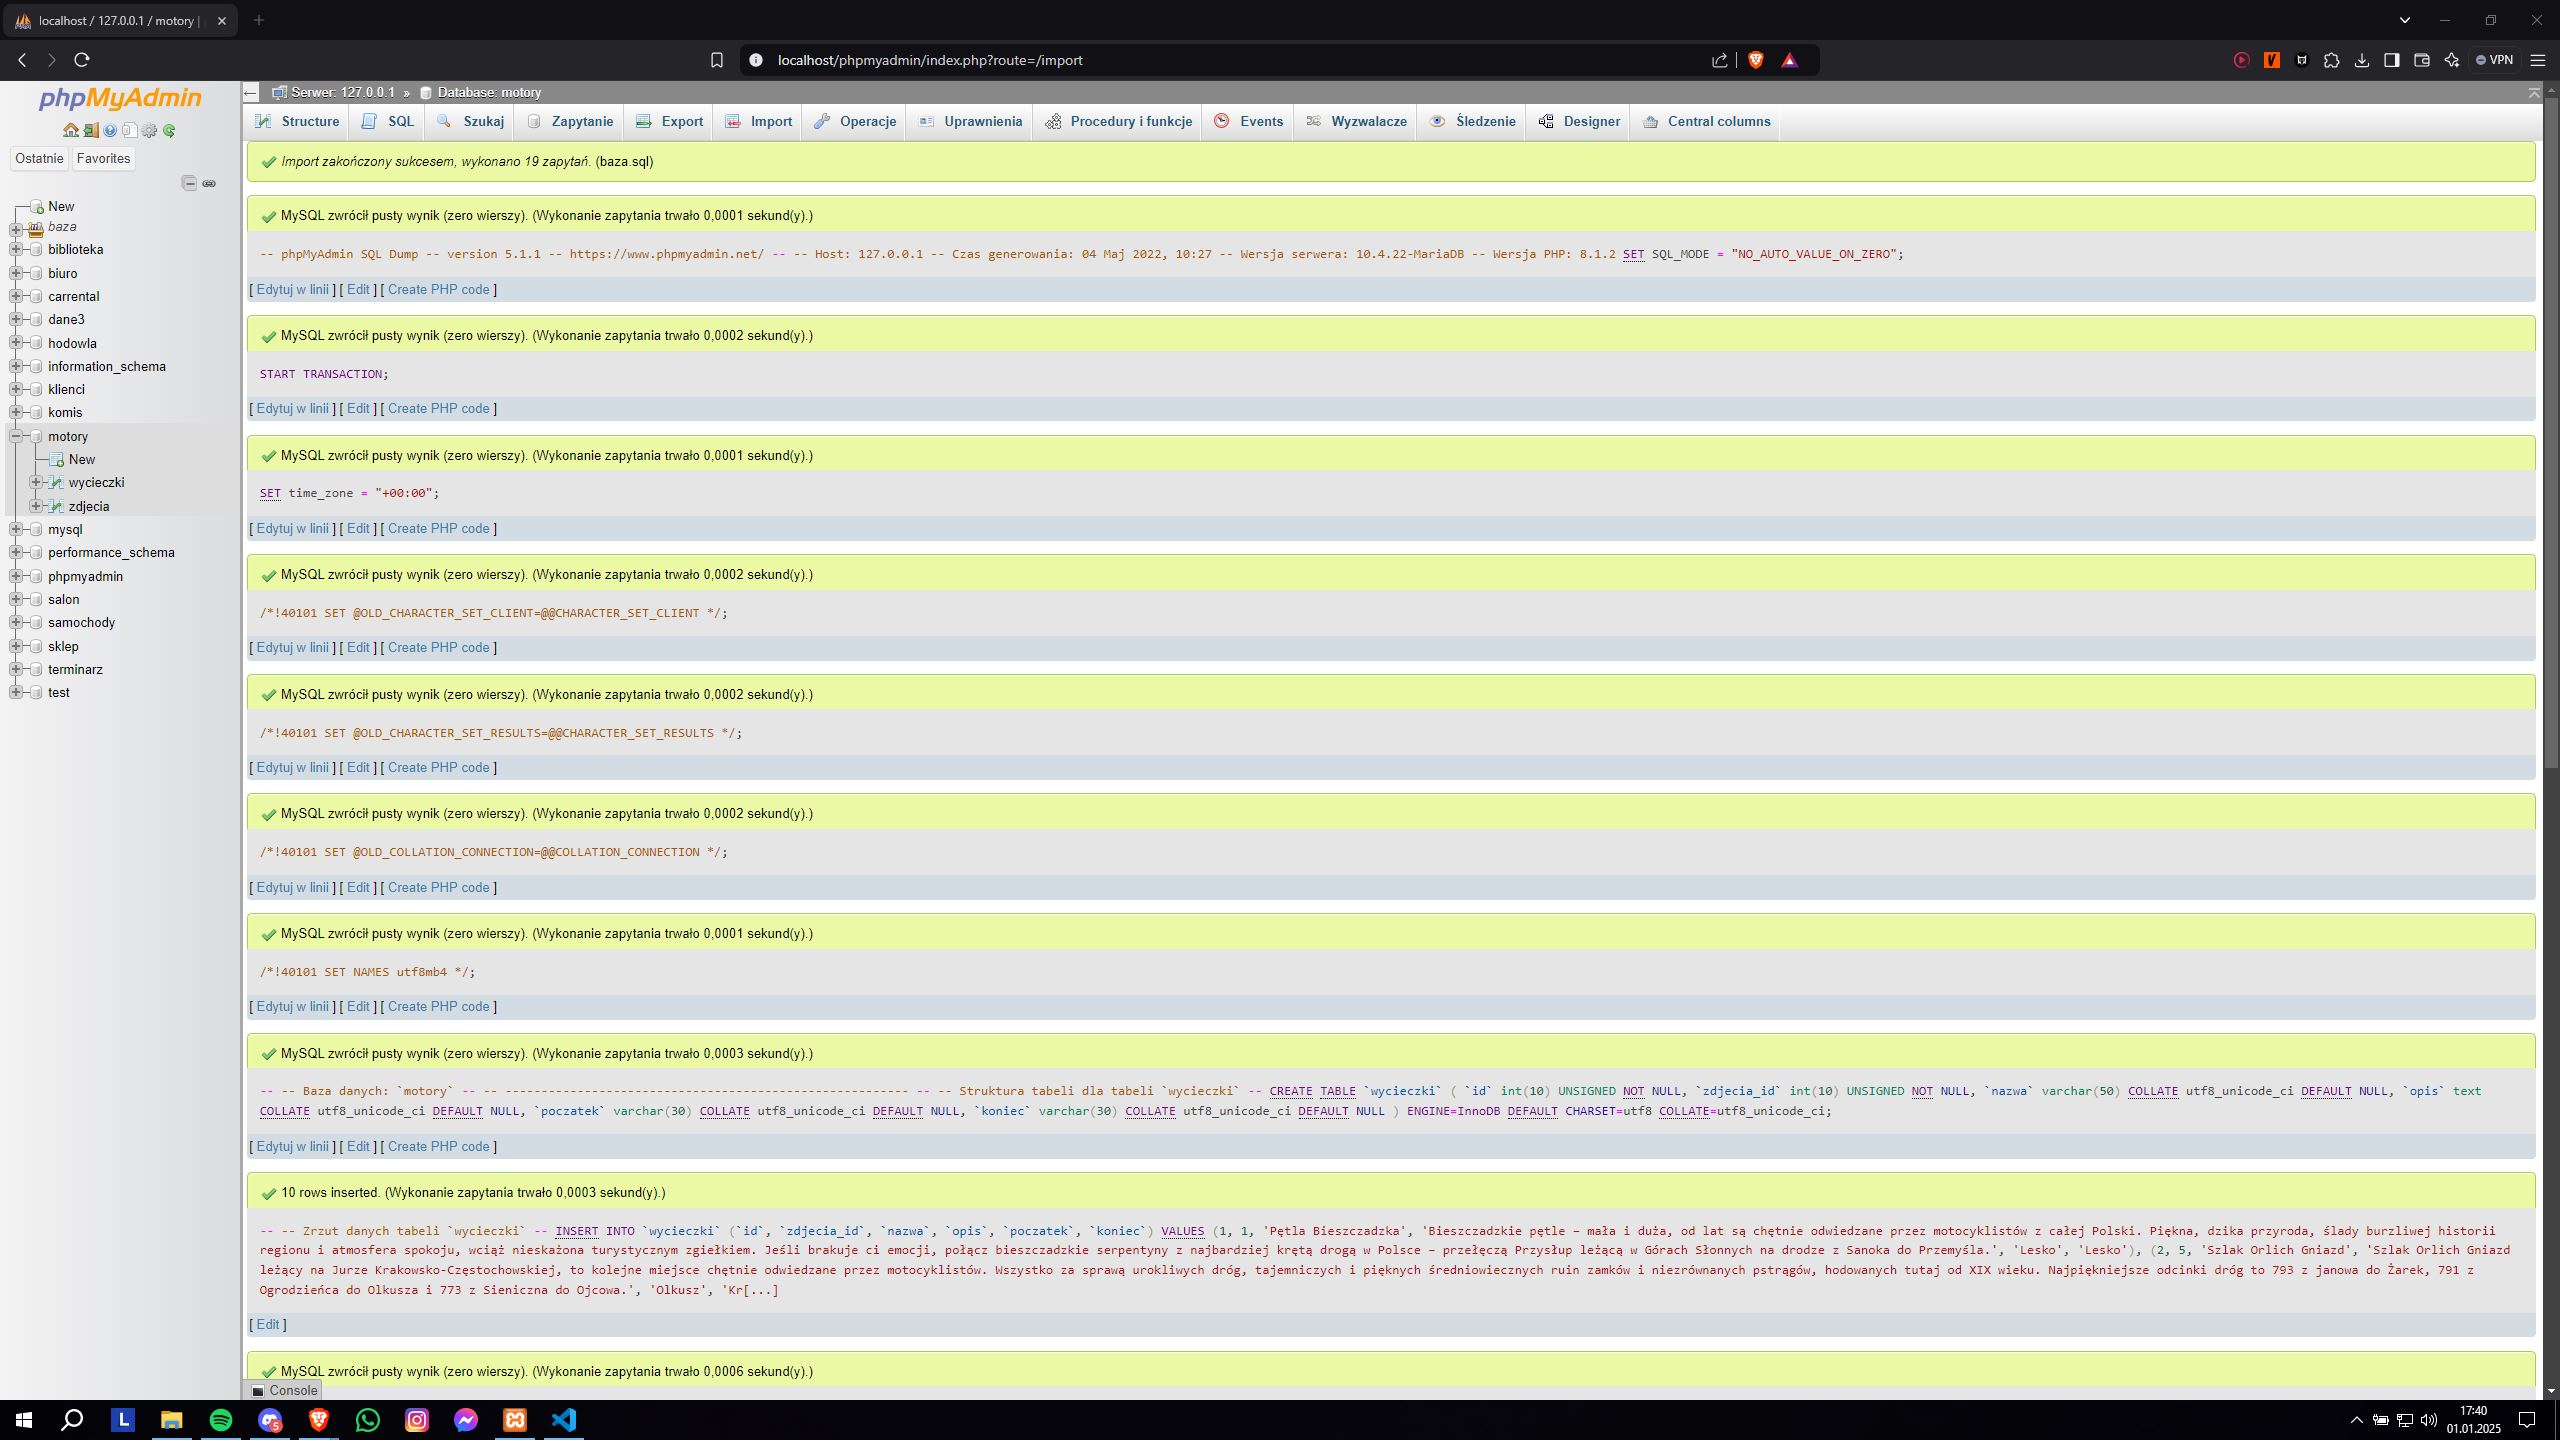 localhost / 127.0.0.1 / motory |
localhost/phpmyadmin/index.php?route=/import
VPN
phpMyAdmin
Ostatnie
Favorites
New
baza
biblioteka
biuro
carrental
dane3
hodowla
information_schema
klienci
komis
motory
New
wycieczki
zdjecia
mysql
performance_schema
phpmyadmin
salon
samochody
sklep
terminarz
test
Serwer: 127.0.0.1 » Database: motory
Structure SQL Szukaj Zapytanie Export Import Operacje Uprawnienia Procedury i funkcje Events Wyzwalacze Śledzenie Designer Central columns
Import zakończony sukcesem, wykonano 19 zapytań. (baza.sql)
MySQL zwrócił pusty wynik (zero wierszy). (Wykonanie zapytania trwało 0,0001 sekund(y).)
-- phpMyAdmin SQL Dump -- version 5.1.1 -- https://www.phpmyadmin.net/ -- -- Host: 127.0.0.1 -- Czas generowania: 04 Maj 2022, 10:27 -- Wersja serwera: 10.4.22-MariaDB -- Wersja PHP: 8.1.2 SET SQL_MODE = "NO_AUTO_VALUE_ON_ZERO";
[ Edytuj w linii ] [ Edit ] [ Create PHP code ]
MySQL zwrócił pusty wynik (zero wierszy). (Wykonanie zapytania trwało 0,0002 sekund(y).)
START TRANSACTION;
[ Edytuj w linii ] [ Edit ] [ Create PHP code ]
MySQL zwrócił pusty wynik (zero wierszy). (Wykonanie zapytania trwało 0,0001 sekund(y).)
SET time_zone = "+00:00";
[ Edytuj w linii ] [ Edit ] [ Create PHP code ]
MySQL zwrócił pusty wynik (zero wierszy). (Wykonanie zapytania trwało 0,0002 sekund(y).)
/*!40101 SET @OLD_CHARACTER_SET_CLIENT=@@CHARACTER_SET_CLIENT */;
[ Edytuj w linii ] [ Edit ] [ Create PHP code ]
MySQL zwrócił pusty wynik (zero wierszy). (Wykonanie zapytania trwało 0,0002 sekund(y).)
/*!40101 SET @OLD_CHARACTER_SET_RESULTS=@@CHARACTER_SET_RESULTS */;
[ Edytuj w linii ] [ Edit ] [ Create PHP code ]
MySQL zwrócił pusty wynik (zero wierszy). (Wykonanie zapytania trwało 0,0002 sekund(y).)
/*!40101 SET @OLD_COLLATION_CONNECTION=@@COLLATION_CONNECTION */;
[ Edytuj w linii ] [ Edit ] [ Create PHP code ]
MySQL zwrócił pusty wynik (zero wierszy). (Wykonanie zapytania trwało 0,0001 sekund(y).)
/*!40101 SET NAMES utf8mb4 */;
[ Edytuj w linii ] [ Edit ] [ Create PHP code ]
MySQL zwrócił pusty wynik (zero wierszy). (Wykonanie zapytania trwało 0,0003 sekund(y).)
-- -- Baza danych: `motory` -- -- -------------------------------------------------------- -- -- Struktura tabeli dla tabeli `wycieczki` -- CREATE TABLE `wycieczki` ( `id` int(10) UNSIGNED NOT NULL, `zdjecia_id` int(10) UNSIGNED NOT NULL, `nazwa` varchar(50) COLLATE utf8_unicode_ci DEFAULT NULL, `opis` text
COLLATE utf8_unicode_ci DEFAULT NULL, `poczatek` varchar(30) COLLATE utf8_unicode_ci DEFAULT NULL, `koniec` varchar(30) COLLATE utf8_unicode_ci DEFAULT NULL ) ENGINE=InnoDB DEFAULT CHARSET=utf8 COLLATE=utf8_unicode_ci;
[ Edytuj w linii ] [ Edit ] [ Create PHP code ]
10 rows inserted. (Wykonanie zapytania trwało 0,0003 sekund(y).)
-- -- Zrzut danych tabeli `wycieczki` -- INSERT INTO `wycieczki` (`id`, `zdjecia_id`, `nazwa`, `opis`, `poczatek`, `koniec`) VALUES (1, 1, 'Pętla Bieszczadzka', 'Bieszczadzkie pętle – mała i duża, od lat są chętnie odwiedzane przez motocyklistów z całej Polski. Piękna, dzika przyroda, ślady burzliwej historii
regionu i atmosfera spokoju, wciąż nieskażona turystycznym zgiełkiem. Jeśli brakuje ci emocji, połącz bieszczadzkie serpentyny z najbardziej krętą drogą w Polsce – przełęczą Przysłup leżącą w Górach Słonnych na drodze z Sanoka do Przemyśla.', 'Lesko', 'Lesko'), (2, 5, 'Szlak Orlich Gniazd', 'Szlak Orlich Gniazd
leżący na Jurze Krakowsko-Częstochowskiej, to kolejne miejsce chętnie odwiedzane przez motocyklistów. Wszystko za sprawą urokliwych dróg, tajemniczych i pięknych średniowiecznych ruin zamków i niezrównanych pstrągów, hodowanych tutaj od XIX wieku. Najpiękniejsze odcinki dróg to 793 z janowa do Żarek, 791 z
Ogrodzieńca do Olkusza i 773 z Sieniczna do Ojcowa.', 'Olkusz', 'Kr[...]
[ Edit ]
MySQL zwrócił pusty wynik (zero wierszy). (Wykonanie zapytania trwało 0,0006 sekund(y).)
Console
L
5
17:40
01.01.2025